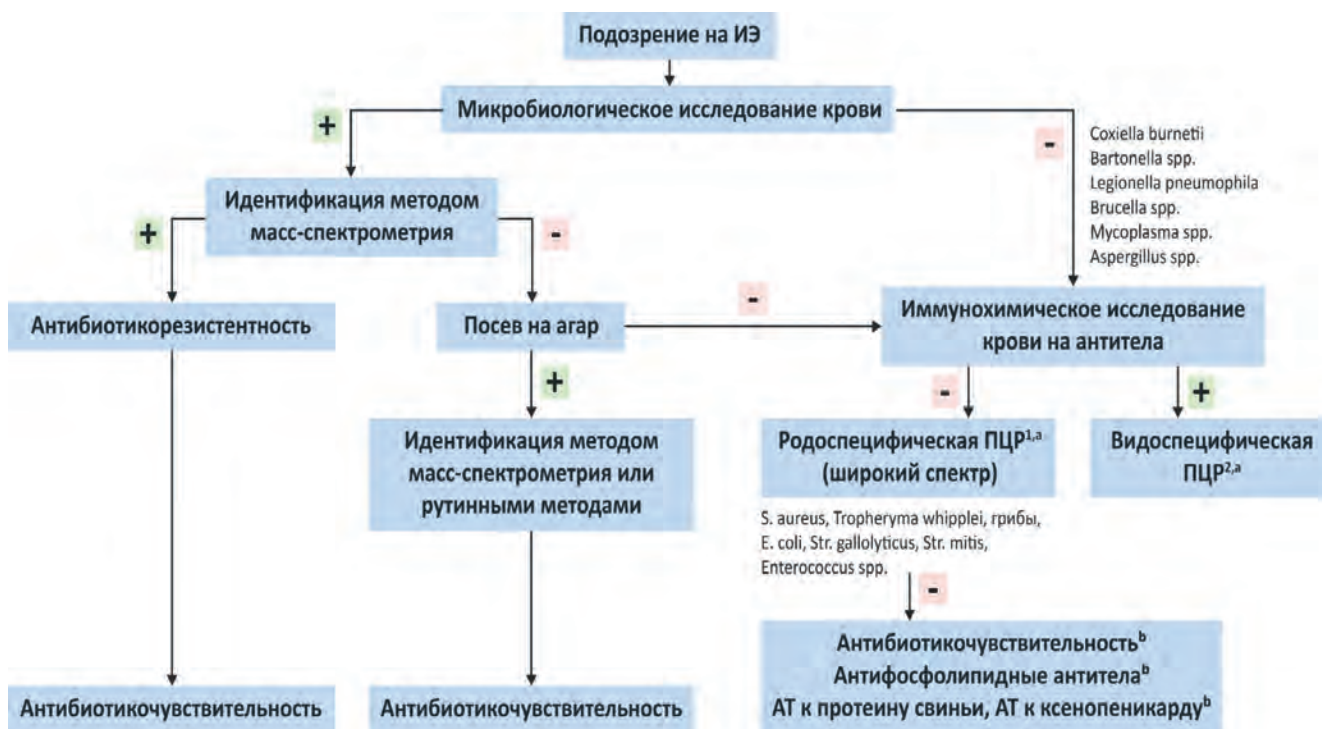 Подозрение на ИЭ
Микробиологическое исследование крови
+
-
Coxiella burnetii
Bartonella spp.
Legionella pneumophila
Brucella spp.
Mycoplasma spp.
Aspergillus spp.
Идентификация методом
масс-спектрометрия
+
-
Антибиотикорезистентность
Посев на агар
-
Иммунохимическое исследование
крови на антитела
+
-
+
Идентификация методом
масс-спектрометрия или
рутинными методами
Родоспецифическая ПЦР1,a
(широкий спектр)
Видоспецифическая
ПЦР2,a
S. aureus, Tropheryma whipplei, грибы,
E. coli, Str. gallolyticus, Str. mitis,
Enterococcus spp.
-
Антибиотикочувствительность
Антибиотикочувствительность
Антибиотикочувствительностьb
Антифосфолипидные антителаb
АТ к протеину свиньи, АТ к ксенопеникардуb